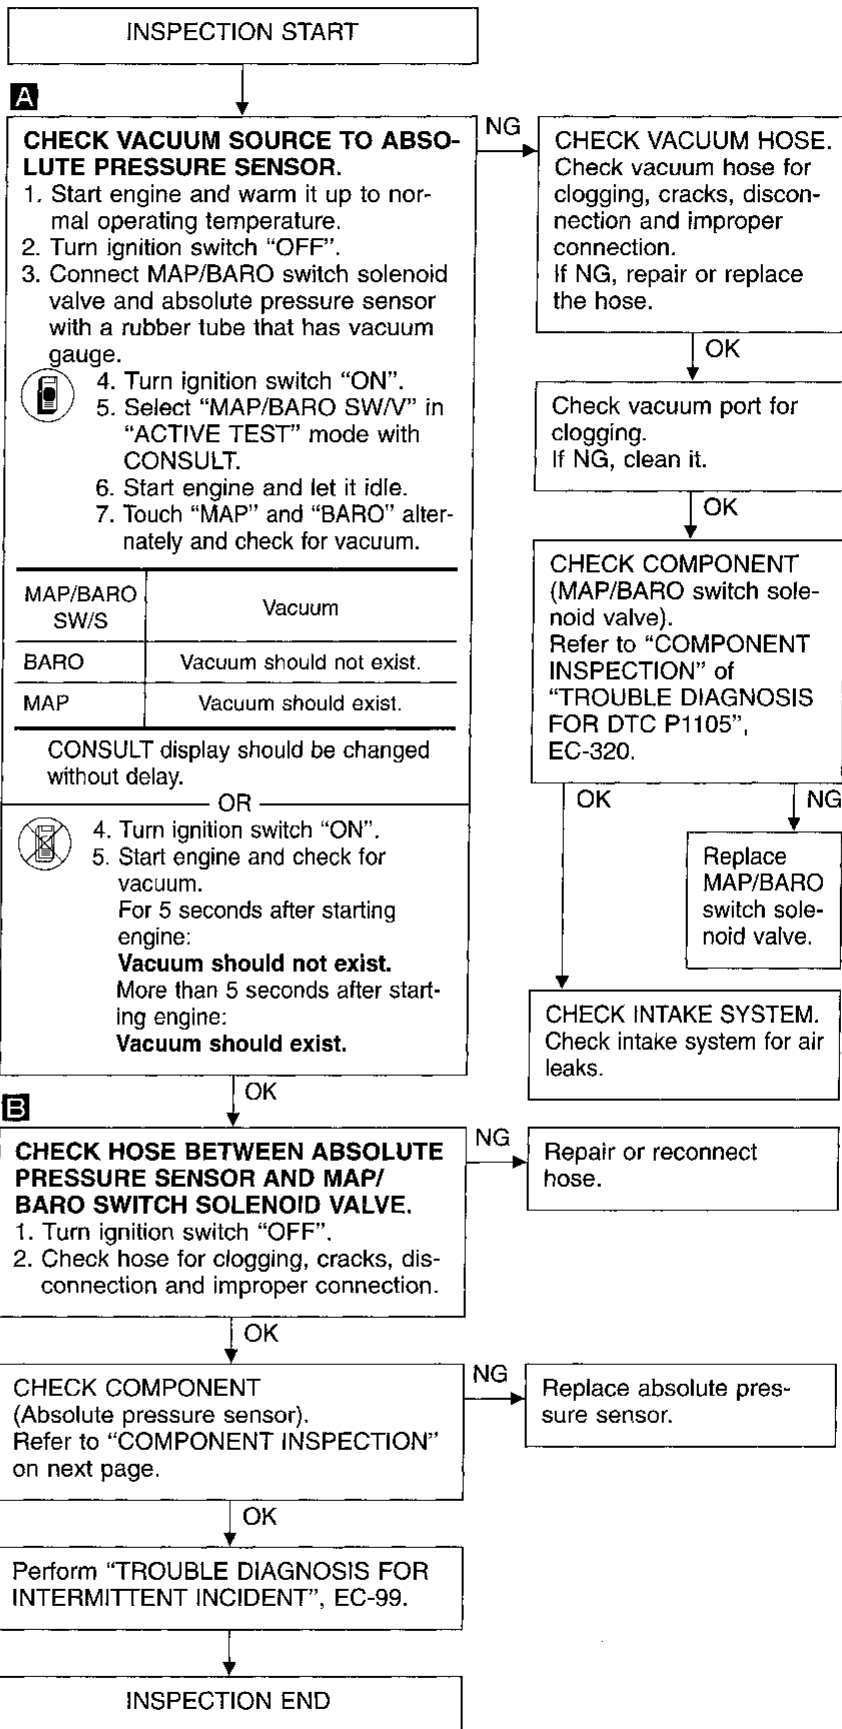 INSPECTION START
A
CHECK VACUUM SOURCE TO ABSO-
LUTE PRESSURE SENSOR.
1. Start engine and warm it up to nor-
mal operating temperature.
2. Turn ignition switch “OFF”.
3. Connect MAP/BARO switch solenoid
valve and absolute pressure sensor
with a rubber tube that has vacuum
gauge.
4. Turn ignition switch “ON”.
5. Select “MAP/BARO SW/V” in
“ACTIVE TEST” mode with
CONSULT.
6. Start engine and let it idle.
7. Touch “MAP” and “BARO” alter-
nately and check for vacuum.
MAP/BARO
SW/S
Vacuum
BARO
Vacuum should not exist.
MAP
Vacuum should exist.
CONSULT display should be changed
without delay.
OR
4. Turn ignition switch “ON”.
5. Start engine and check for
vacuum.
For 5 seconds after starting
engine:
Vacuum should not exist.
More than 5 seconds after start-
ing engine:
Vacuum should exist.
NG
CHECK VACUUM HOSE.
Check vacuum hose for
clogging, cracks, discon-
nection and improper
connection.
If NG, repair or replace
the hose.
OK
Check vacuum port for
clogging.
If NG, clean it.
OK
CHECK COMPONENT
(MAP/BARO switch sole-
noid valve).
Refer to “COMPONENT
INSPECTION” of
“TROUBLE DIAGNOSIS
FOR DTC P1105”,
EC-320.
OK
NG
Replace
MAP/BARO
switch sole-
noid valve.
CHECK INTAKE SYSTEM.
Check intake system for air
leaks.
OK
B
CHECK HOSE BETWEEN ABSOLUTE
PRESSURE SENSOR AND MAP/
BARO SWITCH SOLENOID VALVE.
1. Turn ignition switch “OFF”.
2. Check hose for clogging, cracks, dis-
connection and improper connection.
NG
Repair or reconnect
hose.
OK
CHECK COMPONENT
(Absolute pressure sensor).
Refer to “COMPONENT INSPECTION”
on next page.
NG
Replace absolute pres-
sure sensor.
OK
Perform “TROUBLE DIAGNOSIS FOR
INTERMITTENT INCIDENT”, EC-99.
INSPECTION END